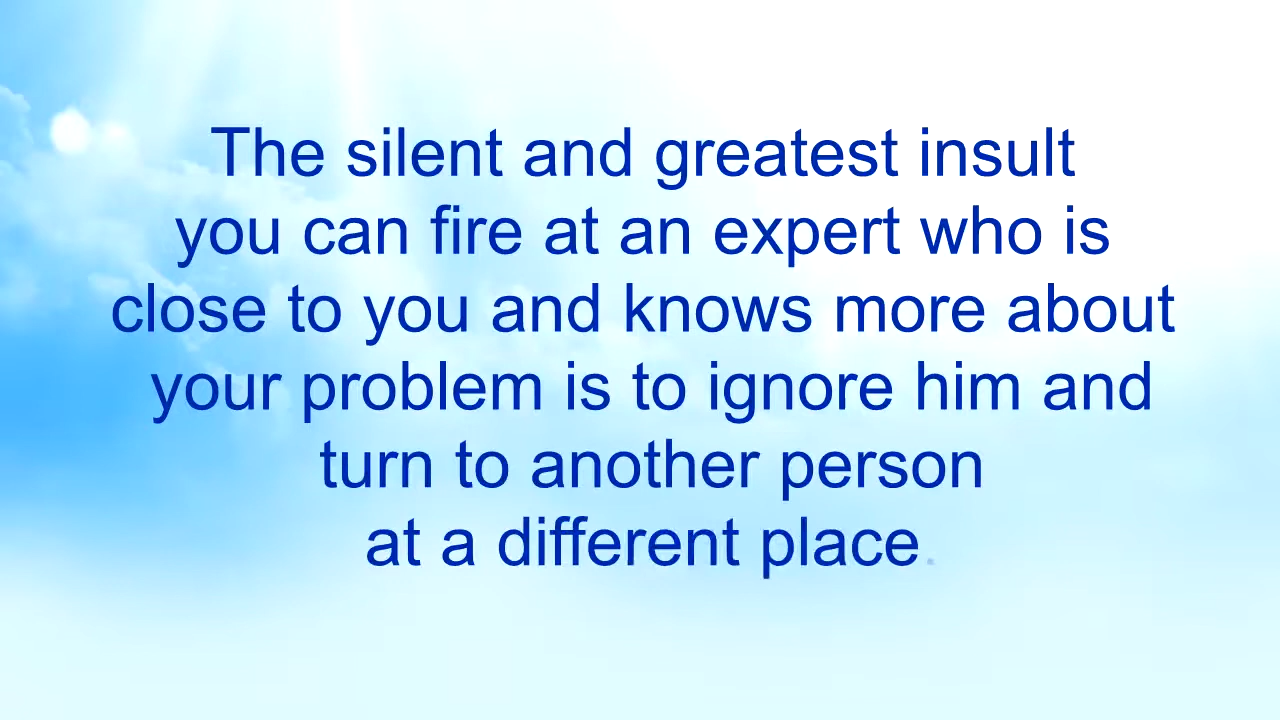 The silent and greatest insult
you can fire at an expert who is
close to you and knows more about
your problem is to ignore him and
turn to another person
at a different place.